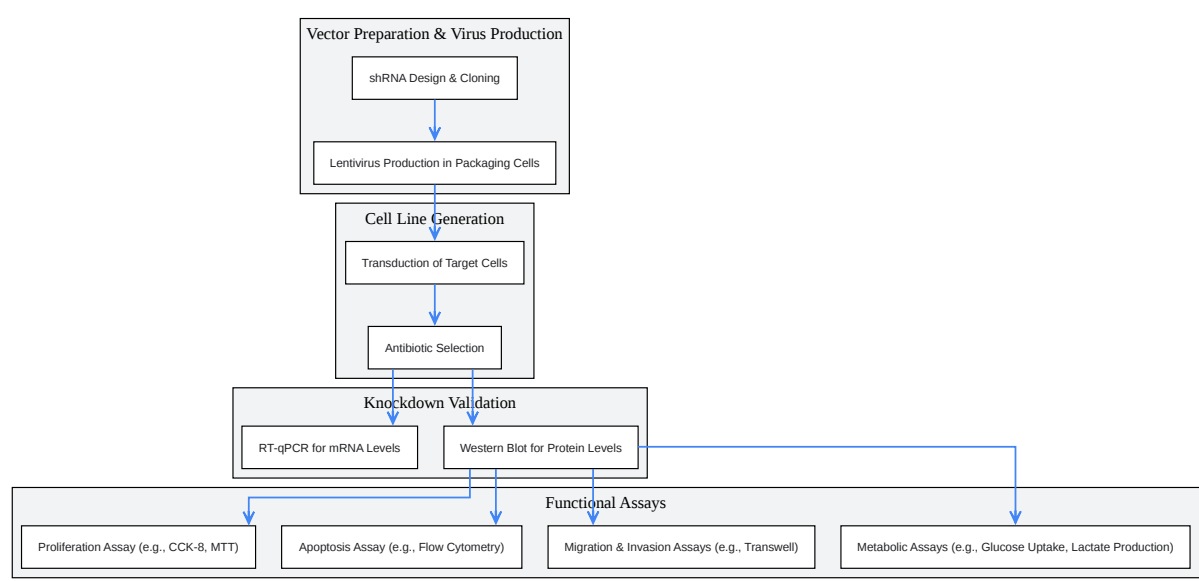 Vector Preparation & Virus Production
shRNA Design & Cloning
Lentivirus Production in Packaging Cells
Cell Line Generation
Transduction of Target Cells
Antibiotic Selection
Knockdown Validation
RT-qPCR for mRNA Levels
Western Blot for Protein Levels
Functional Assays
Proliferation Assay (e.g., CCK-8, MTT)
Apoptosis Assay (e.g., Flow Cytometry)
Migration & Invasion Assays (e.g., Transwell)
Metabolic Assays (e.g., Glucose Uptake, Lactate Production)